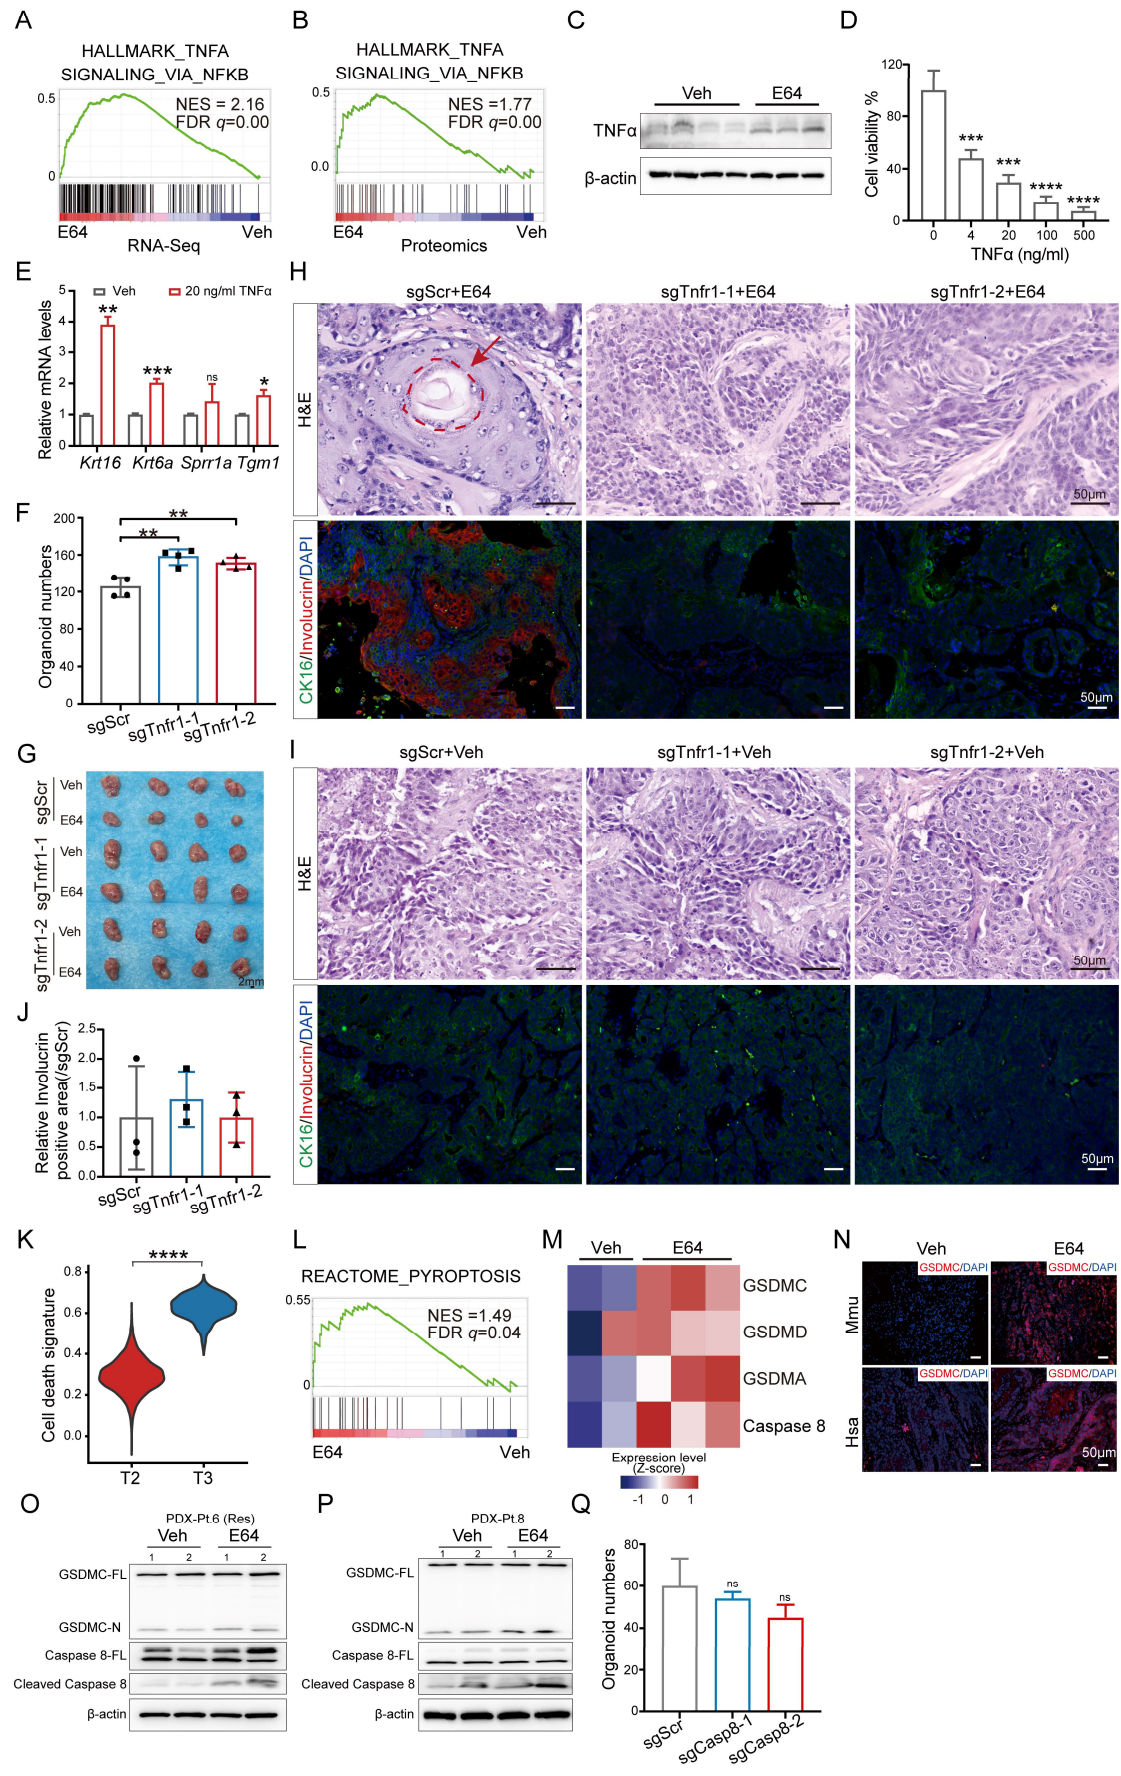 A
HALLMARK_TNFA
SIGNALING_VIA_NFKB
0.5
NES = 2.16
FDR q=0.00
0.0
E64
Veh
RNA-Seq
B
HALLMARK_TNFA
SIGNALING_VIA_NFKB
0.5
NES =1.77
FDR q=0.00
0.0
E64
Veh
Proteomics
C
Veh
E64
TNFα
β-actin
D
Cell viability %
120
80
40
0
***
***
****
****
0 4 20 100 500
TNFα (ng/ml)
E
Veh
20 ng/ml TNFα
Relative mRNA levels
5
4
3
2
1
0
**
***
ns
*
Krt16 Krt6a Sprr1a Tgm1
F
Organoid numbers
200
160
120
80
40
0
**
**
sgScr
sgTnfr1-1
sgTnfr1-2
G
sgScr
Veh
E64
sgTnfr1-1
Veh
E64
sgTnfr1-2
Veh
E64
2mm
H
sgScr+E64
sgTnfr1-1+E64
sgTnfr1-2+E64
H&E
50μm
CK16/Involucrin/DAPI
50μm
I
sgScr+Veh
sgTnfr1-1+Veh
sgTnfr1-2+Veh
H&E
50μm
CK16/Involucrin/DAPI
50μm
J
Relative Involucrin
positive area(/sgScr)
2.5
2.0
1.5
1.0
0.5
0.0
sgScr
sgTnfr1-1
sgTnfr1-2
K
Cell death signature
0.8
0.6
0.4
0.2
0.0
****
T2
T3
L
REACTOME_PYROPTOSIS
0.55
NES =1.49
FDR q=0.04
0
E64
Veh
M
Veh
E64
GSDMC
GSDMD
GSDMA
Caspase 8
Expression level
(Z-score)
-1 0 1
N
Veh
E64
Mmu
GSDMC/DAPI
GSDMC/DAPI
Hsa
GSDMC/DAPI
GSDMC/DAPI
50μm
O
PDX-Pt.6 (Res)
Veh
E64
1 2 1 2
GSDMC-FL
GSDMC-N
Caspase 8-FL
Cleaved Caspase 8
β-actin
P
PDX-Pt.8
Veh
E64
1 2 1 2
GSDMC-FL
GSDMC-N
Caspase 8-FL
Cleaved Caspase 8
β-actin
Q
Organoid numbers
80
60
40
20
0
ns
ns
sgScr
sgCasp8-1
sgCasp8-2